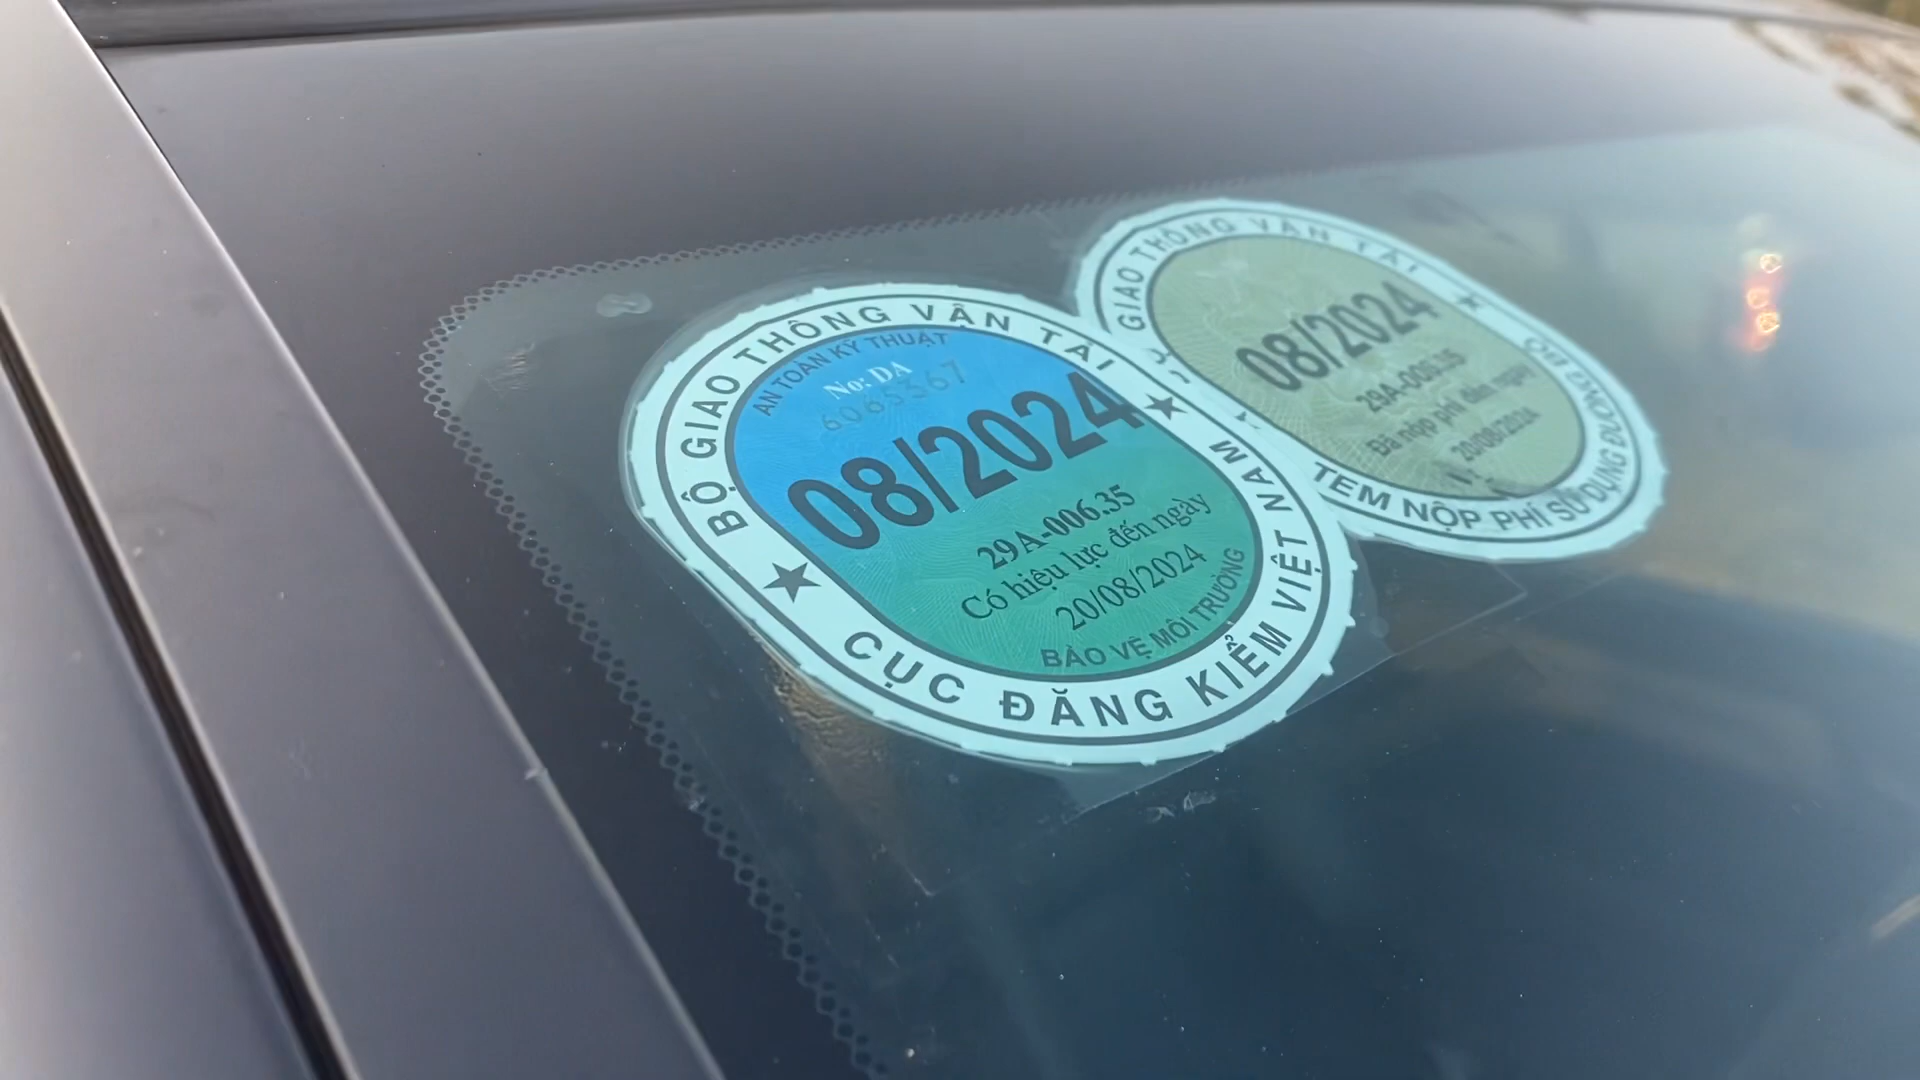 BỘ GIAO THÔNG VẬN TẢI
AN TOÀN KỸ THUẬT
No: DA
6065367
08/2024
29A-006.35
Có hiệu lực đến ngày
20/08/2024
BẢO VỆ MÔI TRƯỜNG
CỤC ĐĂNG KIỂM VIỆT NAM
GIAO THÔNG VẬN TẢI
08/2024
29A-006.35
Đã nộp phí đến ngày
20/08/2024
TEM NỘP PHÍ SỬ DỤNG ĐƯỜNG BỘ